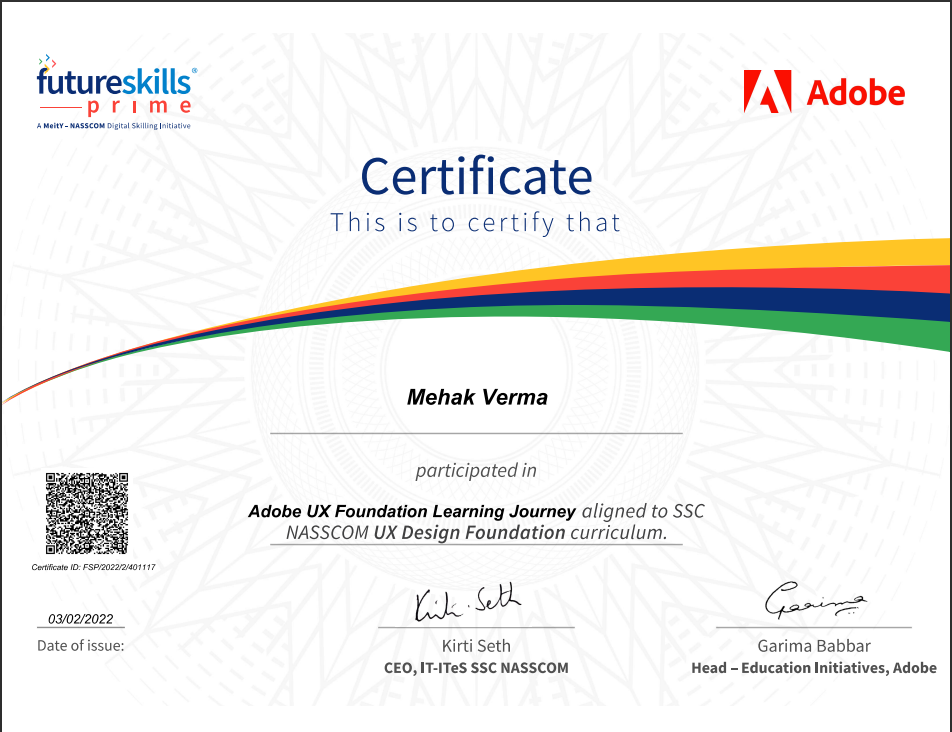 futureskills®
prime
A MeitY – NASSCOM Digital Skilling Initiative
Adobe
Certificate
This is to certify that
Mehak Verma
participated in
Adobe UX Foundation Learning Journey aligned to SSC
NASSCOM UX Design Foundation curriculum.
Certificate ID: FSP/2022/2/401117
03/02/2022
Date of issue:
Kirti Seth
Kirti Seth
CEO, IT-ITeS SSC NASSCOM
Garima
Garima Babbar
Head – Education Initiatives, Adobe